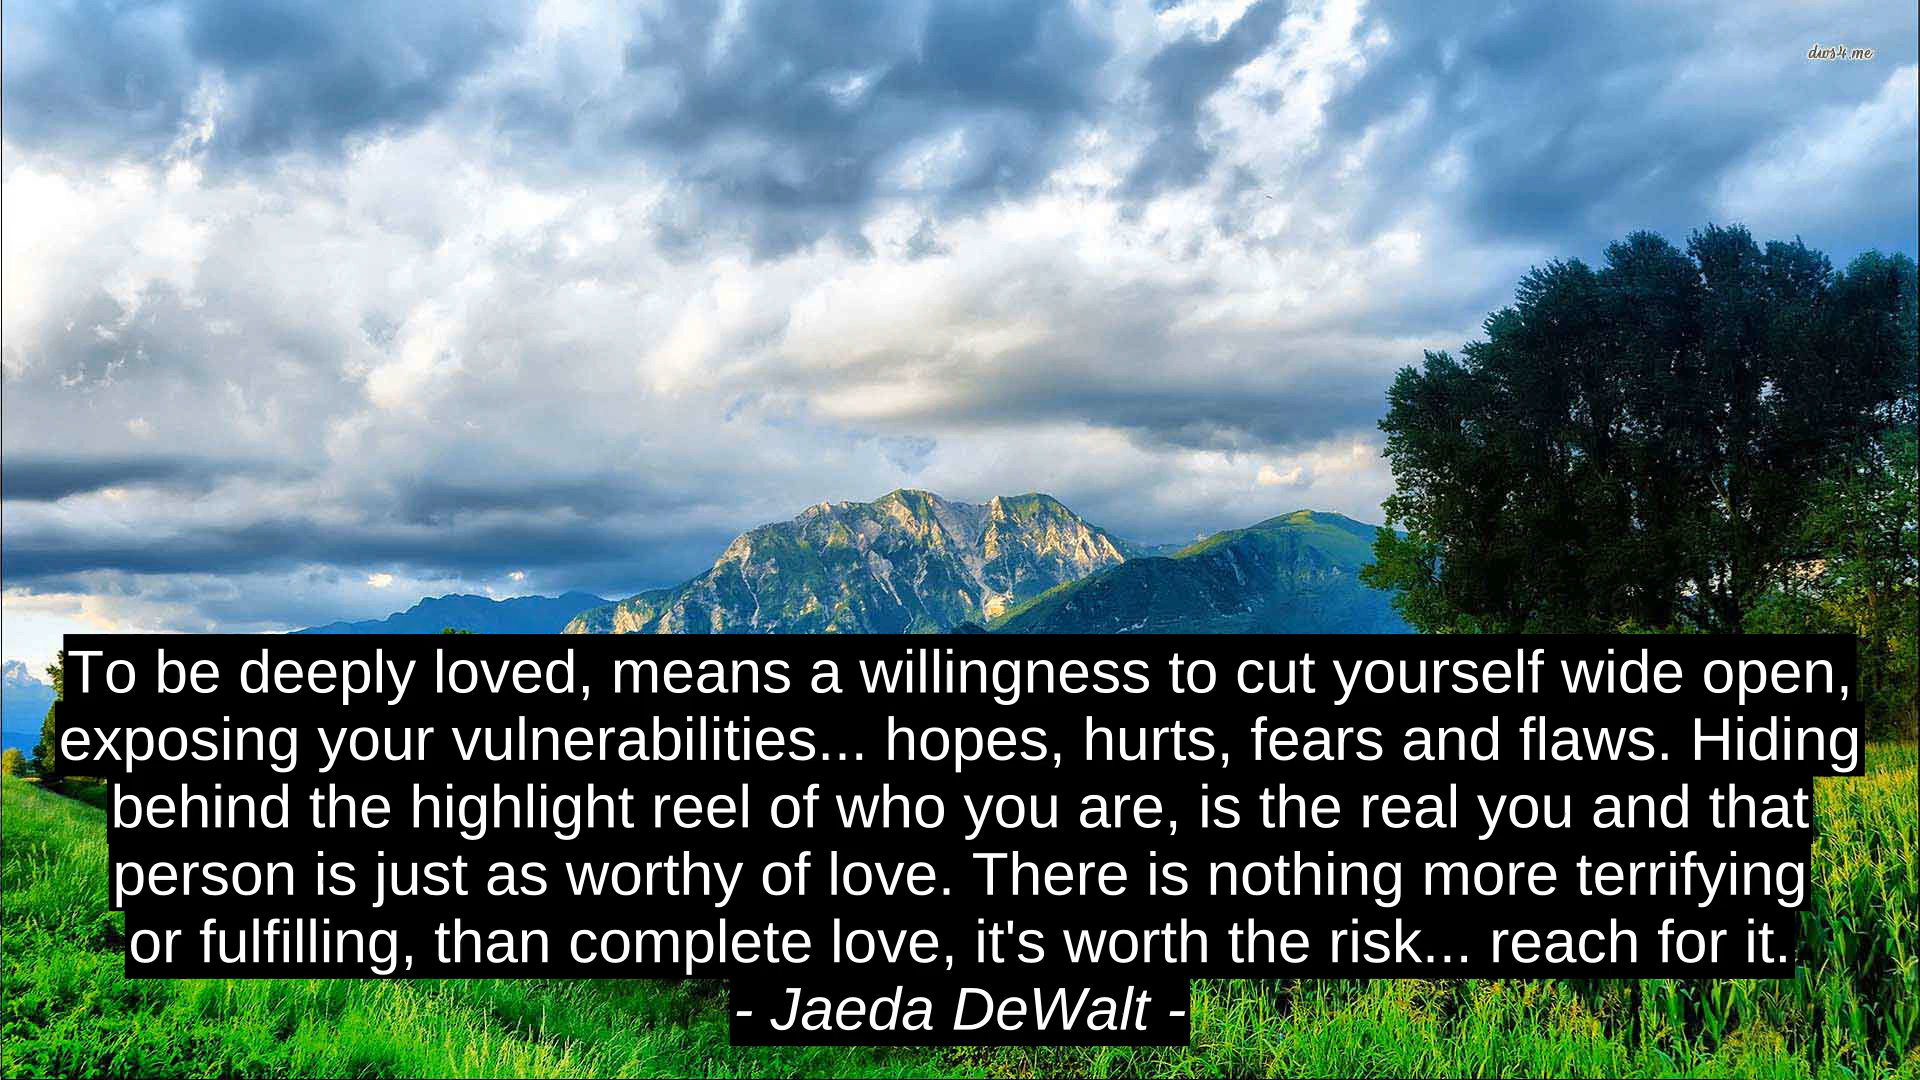 dws4.me
To be deeply loved, means a willingness to cut yourself wide open,
exposing your vulnerabilities... hopes, hurts, fears and flaws. Hiding
behind the highlight reel of who you are, is the real you and that
person is just as worthy of love. There is nothing more terrifying
or fulfilling, than complete love, it's worth the risk... reach for it.
- Jaeda DeWalt -